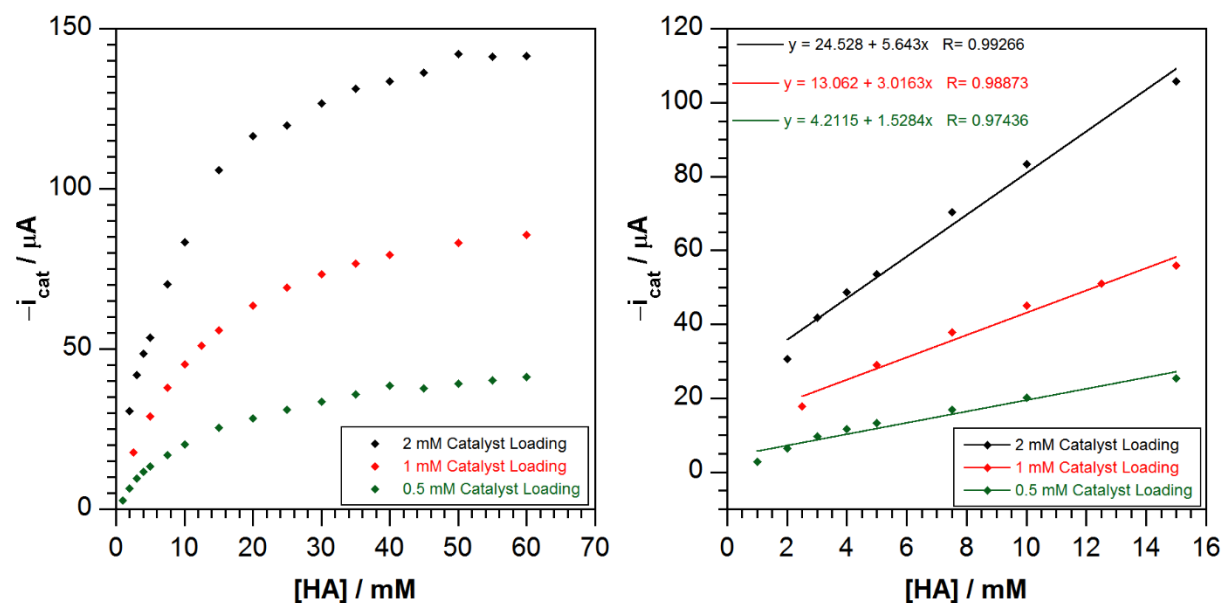 150
100
50
0
−i cat / μA
0 10 20 30 40 50 60 70
[HA] / mM
2 mM Catalyst Loading
1 mM Catalyst Loading
0.5 mM Catalyst Loading
120
100
80
60
40
20
0
−i cat / μA
0 2 4 6 8 10 12 14 16
[HA] / mM
y = 24.528 + 5.643x R= 0.99266
y = 13.062 + 3.0163x R= 0.98873
y = 4.2115 + 1.5284x R= 0.97436
2 mM Catalyst Loading
1 mM Catalyst Loading
0.5 mM Catalyst Loading